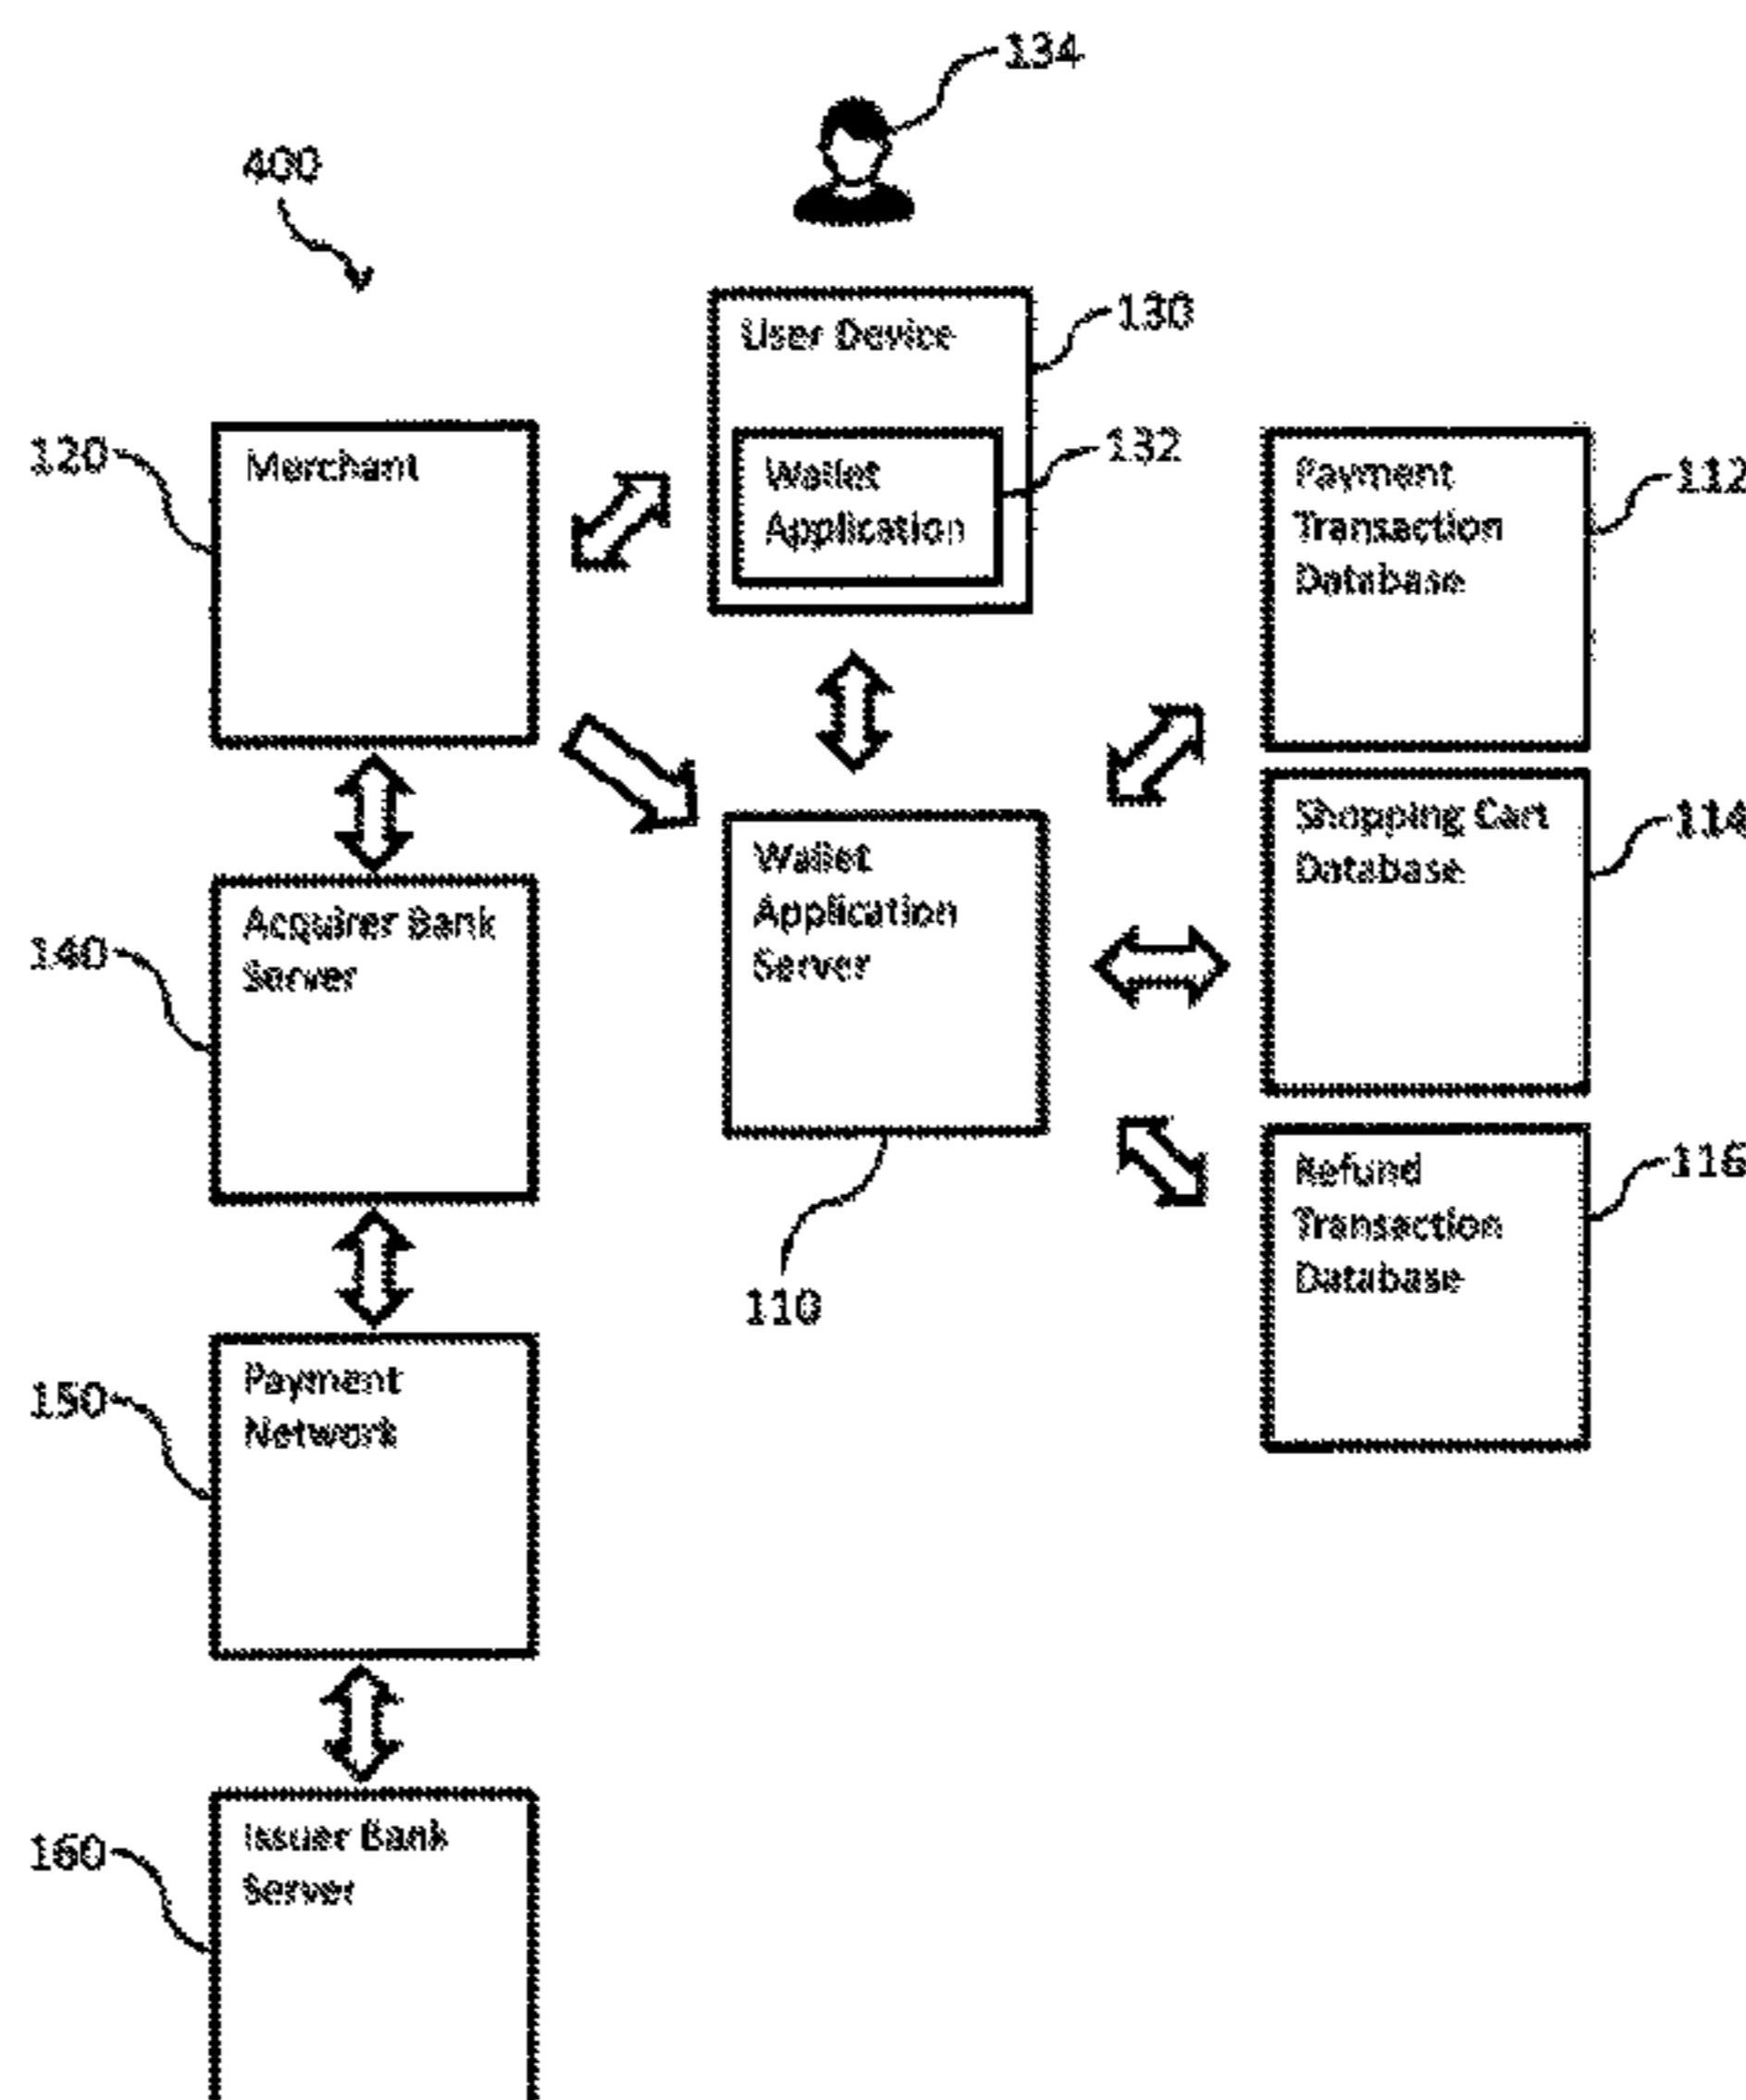 134
400
User Device
130
Wallet
Application
132
120
Merchant
Payment
Transaction
Database
112
Shopping Cart
Database
114
Wallet
Application
Server
110
140
Acquirer Bank
Server
Refund
Transaction
Database
116
150
Payment
Network
160
Issuer Bank
Server